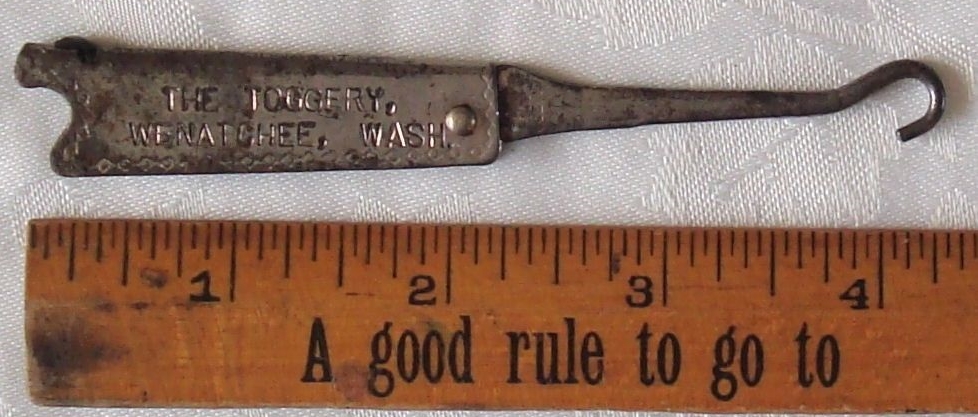 THE TOGGERY,
WENATCHEE, WASH.
1 2 3 4
A good rule to go to